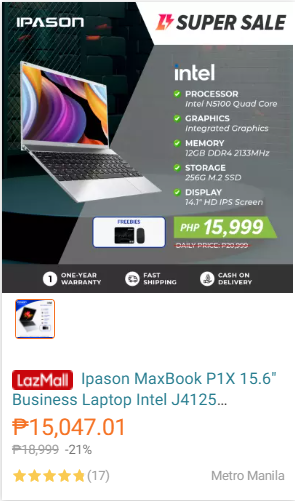 IPASON
SUPER SALE
intel
PROCESSOR
Intel N5100 Quad Core
GRAPHICS
Integrated Graphics
MEMORY
12GB DDR4 2133MHz
STORAGE
256G M.2 SSD
DISPLAY
14.1" HD IPS Screen
FREEBIES
PHP 15,999
DAILY PRICE: P20,999
1 ONE-YEAR WARRANTY
FAST SHIPPING
CASH ON DELIVERY
LazMall Ipason MaxBook P1X 15.6"
Business Laptop Intel J4125...
₱15,047.01
₱18,999 -21%
(17) Metro Manila